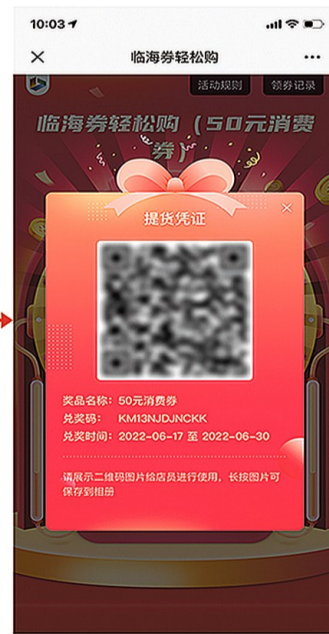 10:03
临海券轻松购
活动规则
领券记录
临海券轻松购（50元消费
券）
提货凭证
奖品名称：50元消费券
兑奖码： KM13NJDJNCKK
兑奖时间：2022-06-17 至 2022-06-30
请展示二维码图片给店员进行使用，长按图片可
保存到相册